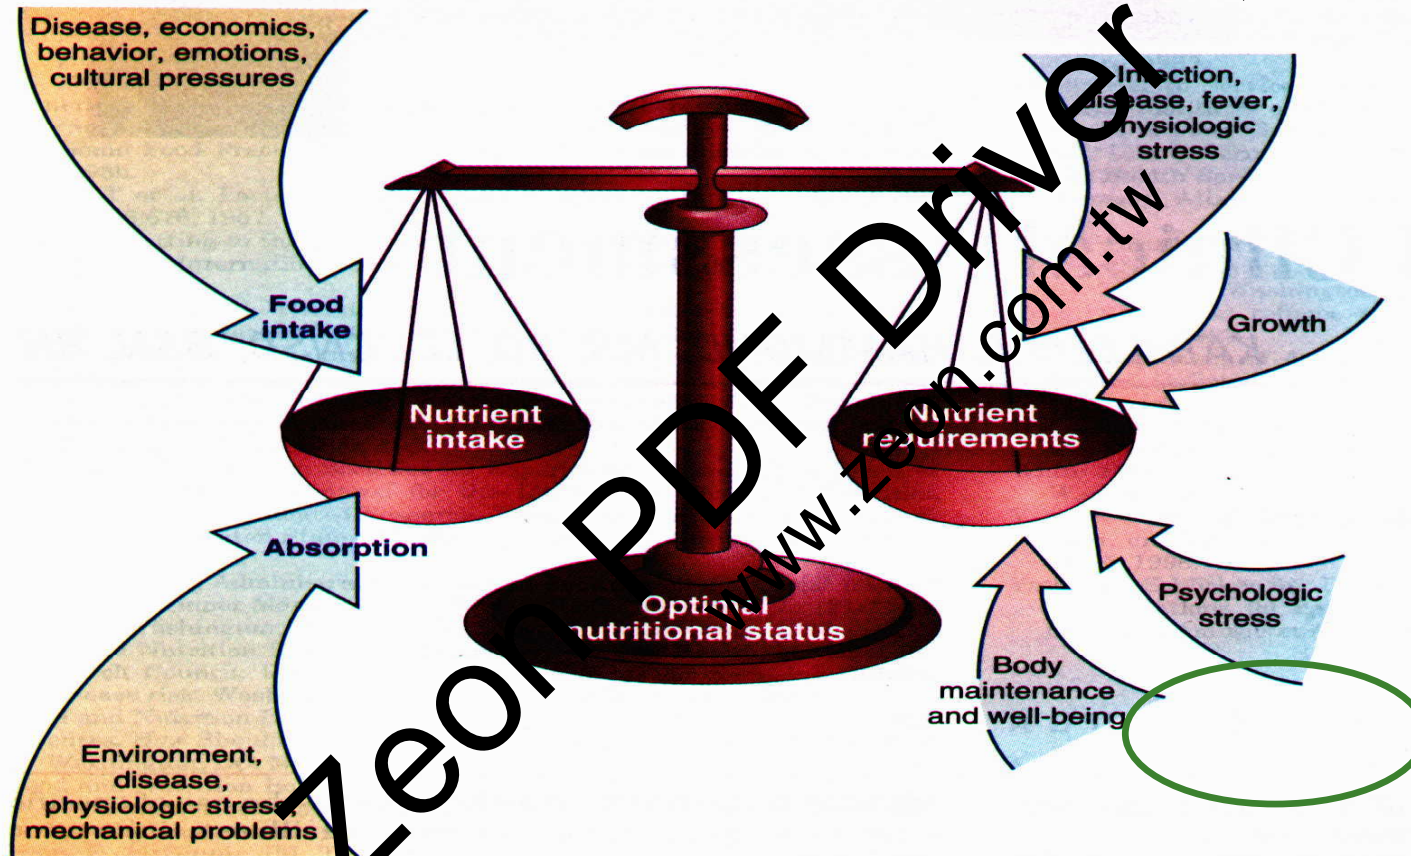 Disease, economics,
behavior, emotions,
cultural pressures
Infection,
disease, fever,
physiologic
stress
Food
intake
Growth
Nutrient
intake
Nutrient
requirements
Absorption
Optimal
nutritional status
Psychologic
stress
Body
maintenance
and well-being
Environment,
disease,
physiologic stress,
mechanical problems
Zeon PDF Driver
www.zeon.com.tw